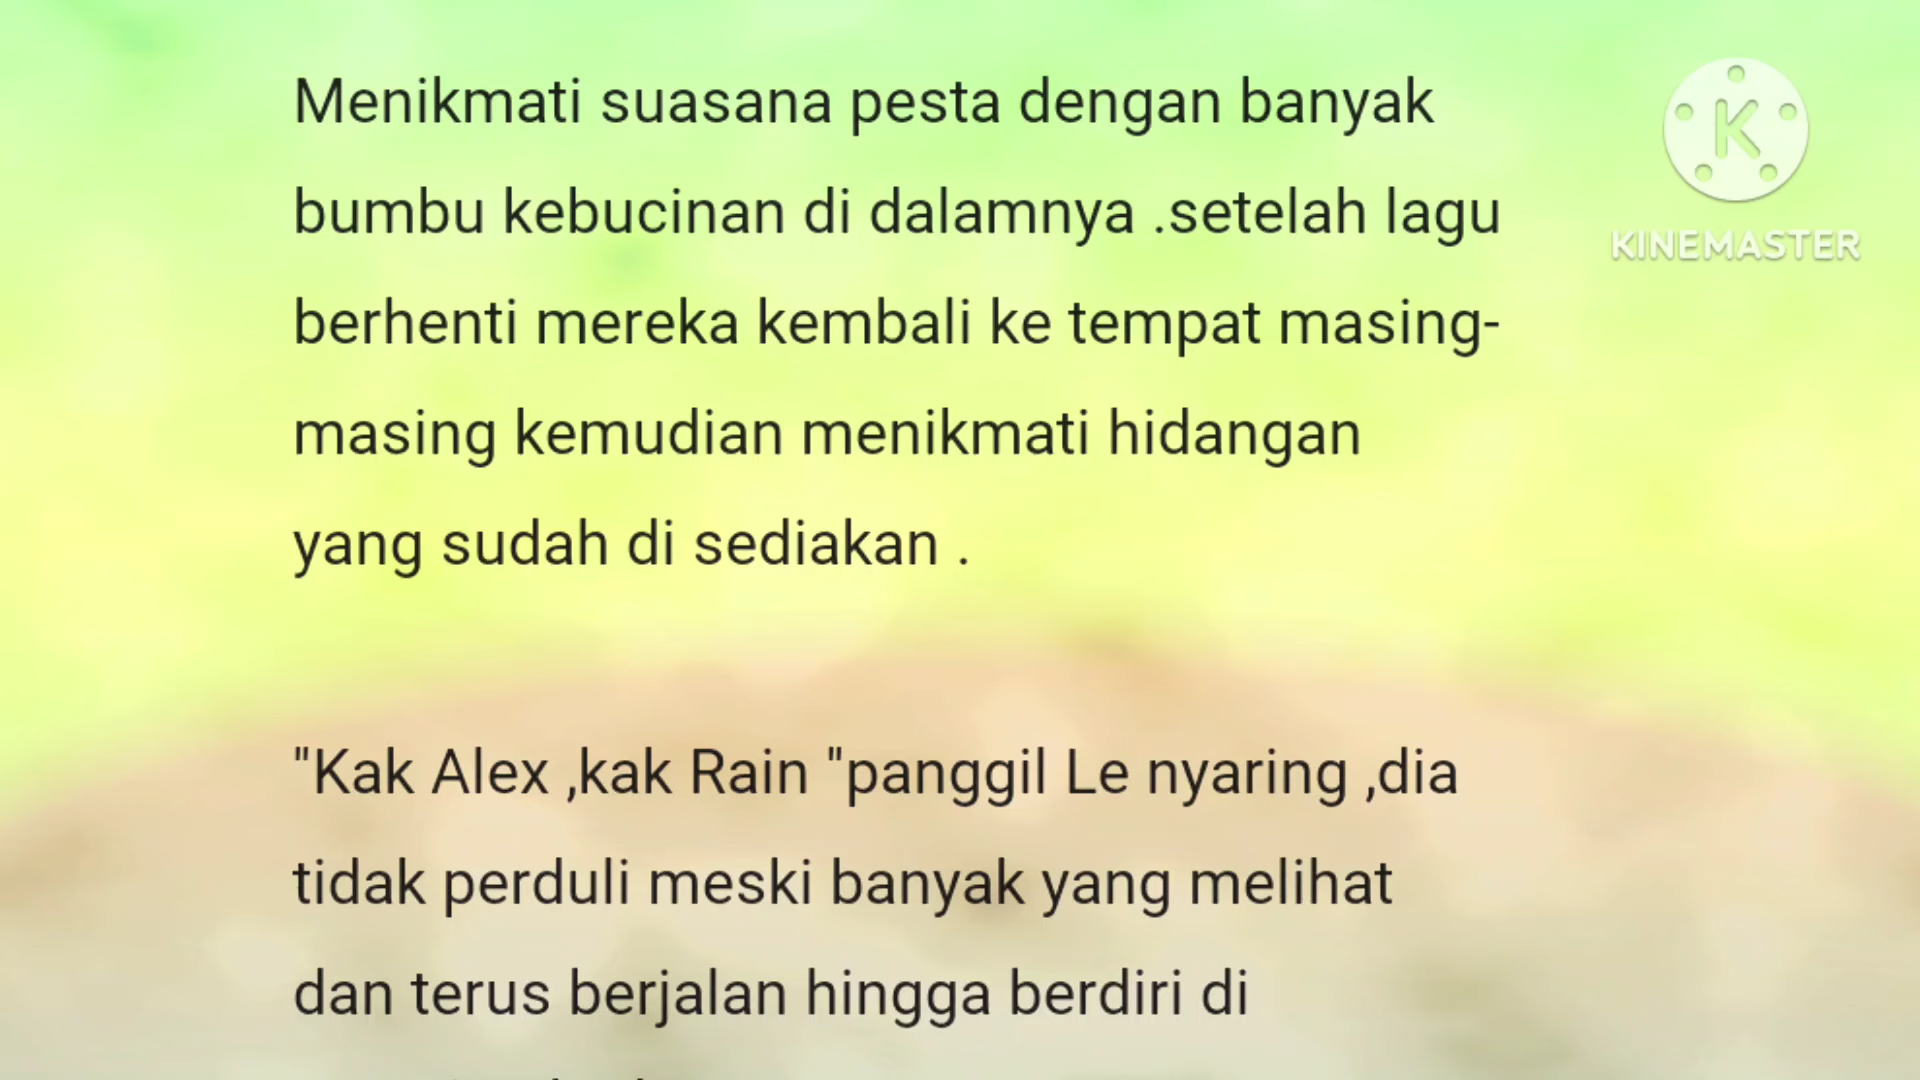 Menikmati suasana pesta dengan banyak
bumbu kebucinan di dalamnya .setelah lagu
berhenti mereka kembali ke tempat masing-
masing kemudian menikmati hidangan
yang sudah di sediakan .
"Kak Alex ,kak Rain "panggil Le nyaring ,dia
tidak perduli meski banyak yang melihat
dan terus berjalan hingga berdiri di
K
KINEMASTER